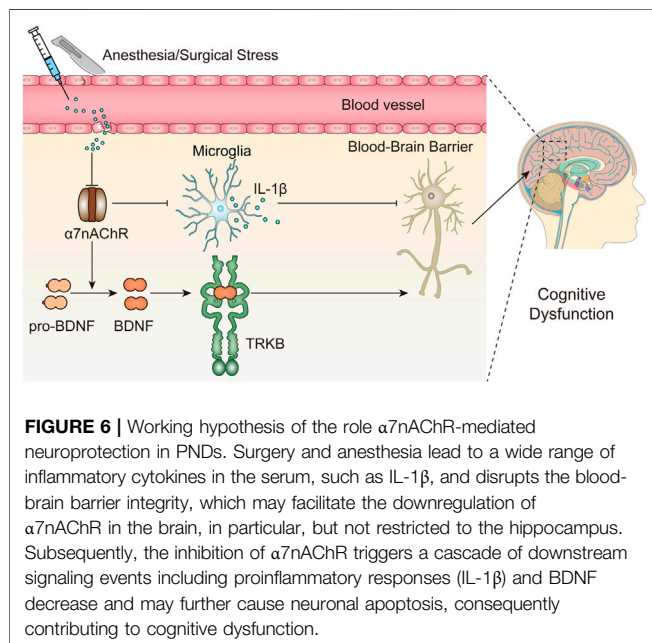 Anesthesia/Surgical Stress
Blood vessel
Microglia
Blood-Brain Barrier
IL-1β
α7nAChR
pro-BDNF
BDNF
TRKB
Cognitive
Dysfunction
FIGURE 6 | Working hypothesis of the role α7nAChR-mediated
neuroprotection in PNDs. Surgery and anesthesia lead to a wide range of
inflammatory cytokines in the serum, such as IL-1β, and disrupts the blood-
brain barrier integrity, which may facilitate the downregulation of
α7nAChR in the brain, in particular, but not restricted to the hippocampus.
Subsequently, the inhibition of α7nAChR triggers a cascade of downstream
signaling events including proinflammatory responses (IL-1β) and BDNF
decrease and may further cause neuronal apoptosis, consequently
contributing to cognitive dysfunction.